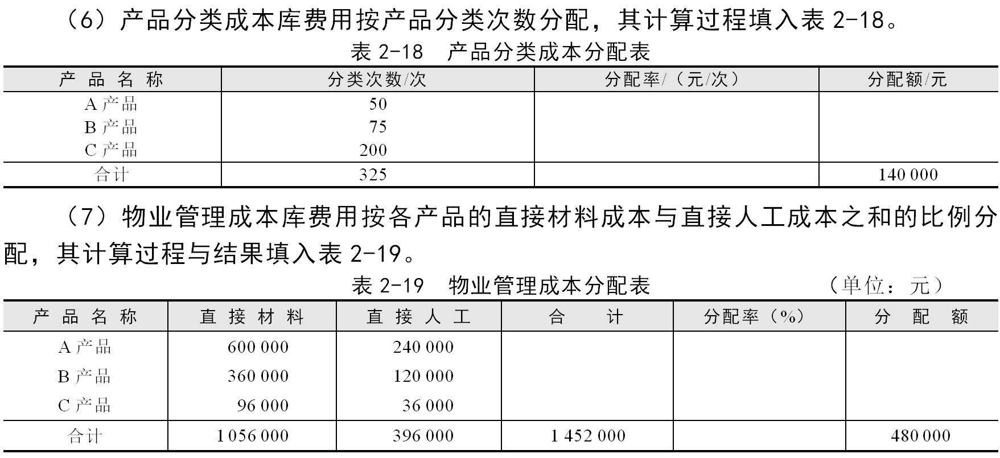 （6）产品分类成本库费用按产品分类次数分配，其计算过程填入表 2-18。
表 2-18 产品分类成本分配表
产品名称 分类次数/次 分配率/（元/次） 分配额/元
A 产品 50
B 产品 75
C 产品 200
合计 325 140 000
（7）物业管理成本库费用按各产品的直接材料成本与直接人工成本之和的比例分
配，其计算过程与结果填入表 2-19。
表 2-19 物业管理成本分配表 （单位：元）
产品名称 直接材料 直接人工 合计 分配率（%） 分配额
A 产品 600 000 240 000
B 产品 360 000 120 000
C 产品 96 000 36 000
合计 1 056 000 396 000 1 452 000 480 000